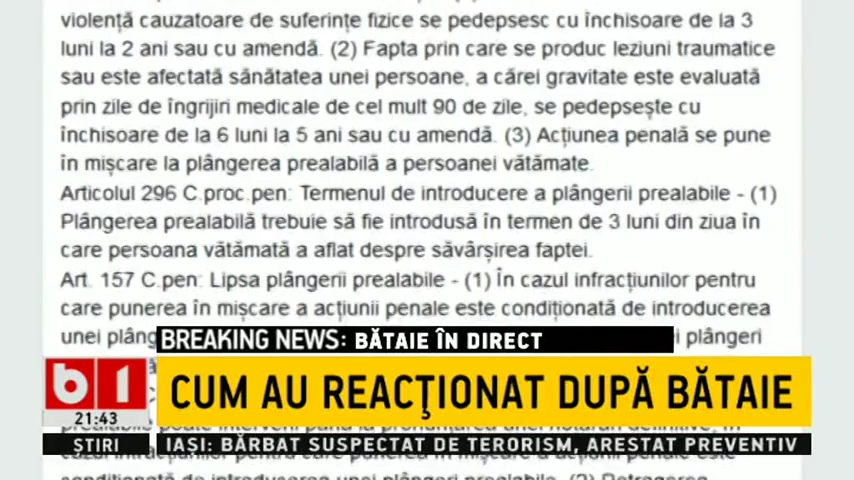 violență cauzatoare de suferințe fizice se pedepsesc cu închisoare de la 3
luni la 2 ani sau cu amendă. (2) Fapta prin care se produc leziuni traumatice
sau este afectată sănătatea unei persoane, a cărei gravitate este evaluată
prin zile de îngrijiri medicale de cel mult 90 de zile, se pedepsește cu
închisoare de la 6 luni la 5 ani sau cu amendă. (3) Acțiunea penală se pune
în mișcare la plângerea prealabilă a persoanei vătămate.
Articolul 296 C.proc.pen: Termenul de introducere a plângerii prealabile - (1)
Plângerea prealabilă trebuie să fie introdusă în termen de 3 luni din ziua în
care persoana vătămată a aflat despre săvârșirea faptei.
Art. 157 C.pen: Lipsa plângerii prealabile - (1) În cazul infracțiunilor pentru
care punerea în mișcare a acțiunii penale este condiționată de introducerea
unei plângeri
BREAKING NEWS: BĂTAIE ÎN DIRECT
b1
CUM AU REACŢIONAT DUPĂ BĂTAIE
21:43
ȘTIRI
IAȘI: BĂRBAT SUSPECTAT DE TERORISM, ARESTAT PREVENTIV